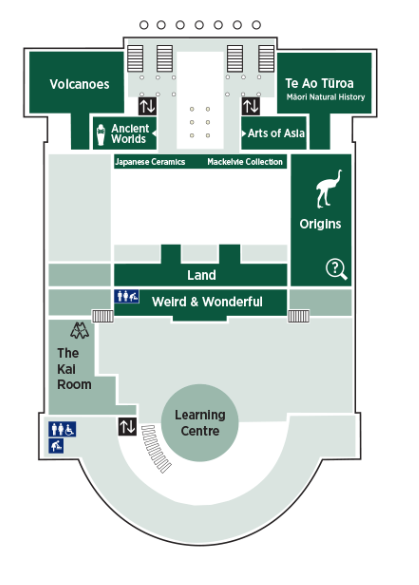 Volcanoes
Te Ao Tūroa
Māori Natural History
Ancient
Worlds
Arts of Asia
Japanese Ceramics
Mackelvie Collection
Origins
?
Land
Weird & Wonderful
The
Kai
Room
Learning
Centre